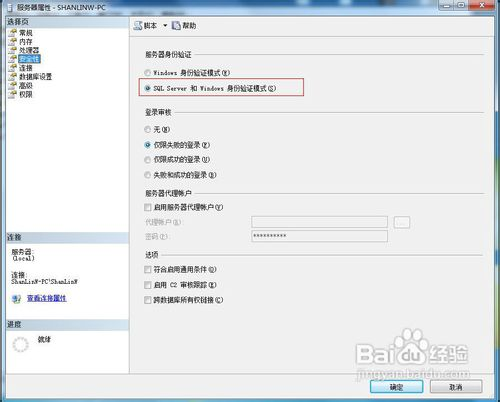 服务器属性 - SHANLINW-PC
选择页
常规
内存
处理器
安全性
连接
数据库设置
高级
权限
脚本
帮助
服务器身份验证
Windows 身份验证模式(W)
SQL Server 和 Windows 身份验证模式(S)
登录审核
无(N)
仅限失败的登录(F)
仅限成功的登录(U)
失败和成功的登录(B)
服务器代理帐户
启用服务器代理帐户(V)
代理帐户(R):
密码(P):
**********
...
选项
符合启用通用条件(D)
启用 C2 审核跟踪(E)
跨数据库所有权链接(C)
连接
服务器:
(local)
连接:
ShanLinW-PC\ShanLinW
查看连接属性
进度
就绪
Baidu 经验
jingyan.baidu.com
确定
取消